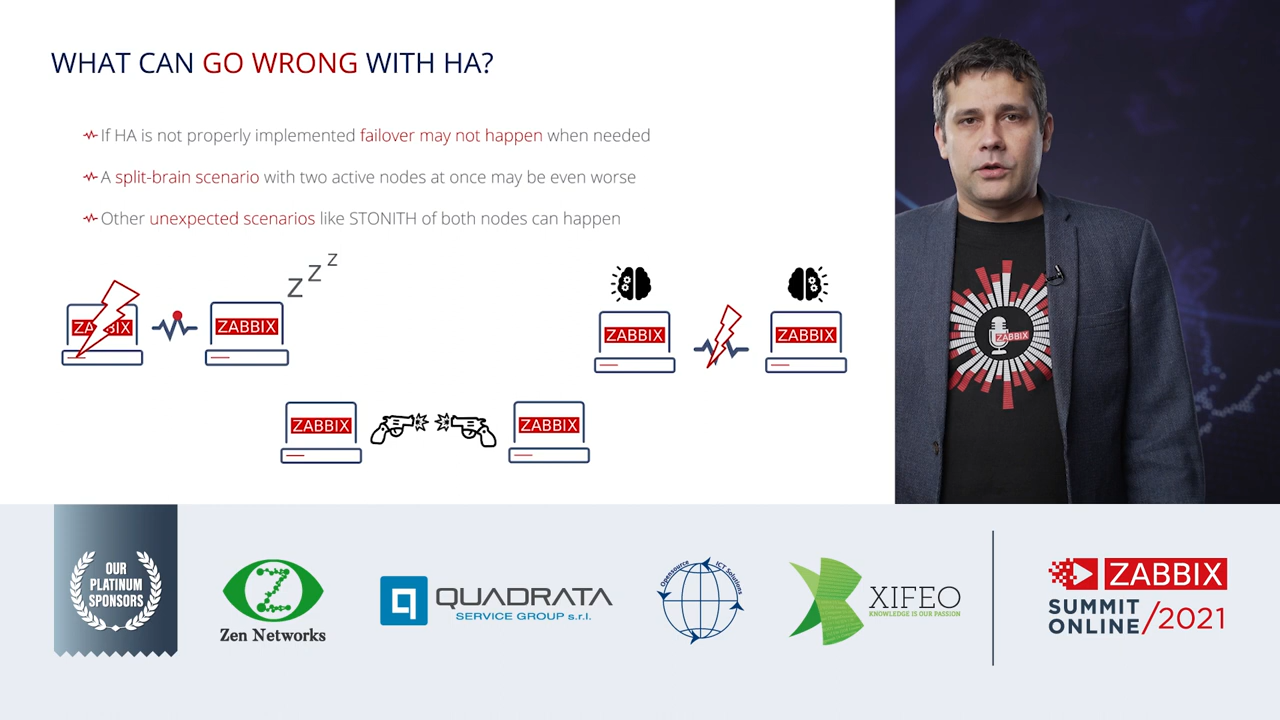 WHAT CAN GO WRONG WITH HA?
If HA is not properly implemented failover may not happen when needed
A split-brain scenario with two active nodes at once may be even worse
Other unexpected scenarios like STONITH of both nodes can happen
z z z
ZABBIX
ZABBIX
ZABBIX
ZABBIX
ZABBIX
ZABBIX
ZABBIX
OUR
PLATINUM
SPONSORS
Zen Networks
QUADRATA
SERVICE GROUP s.r.l.
Opensource ICT Solutions
XIFEO
KNOWLEDGE IS OUR PASSION
ZABBIX
SUMMIT
ONLINE /2021